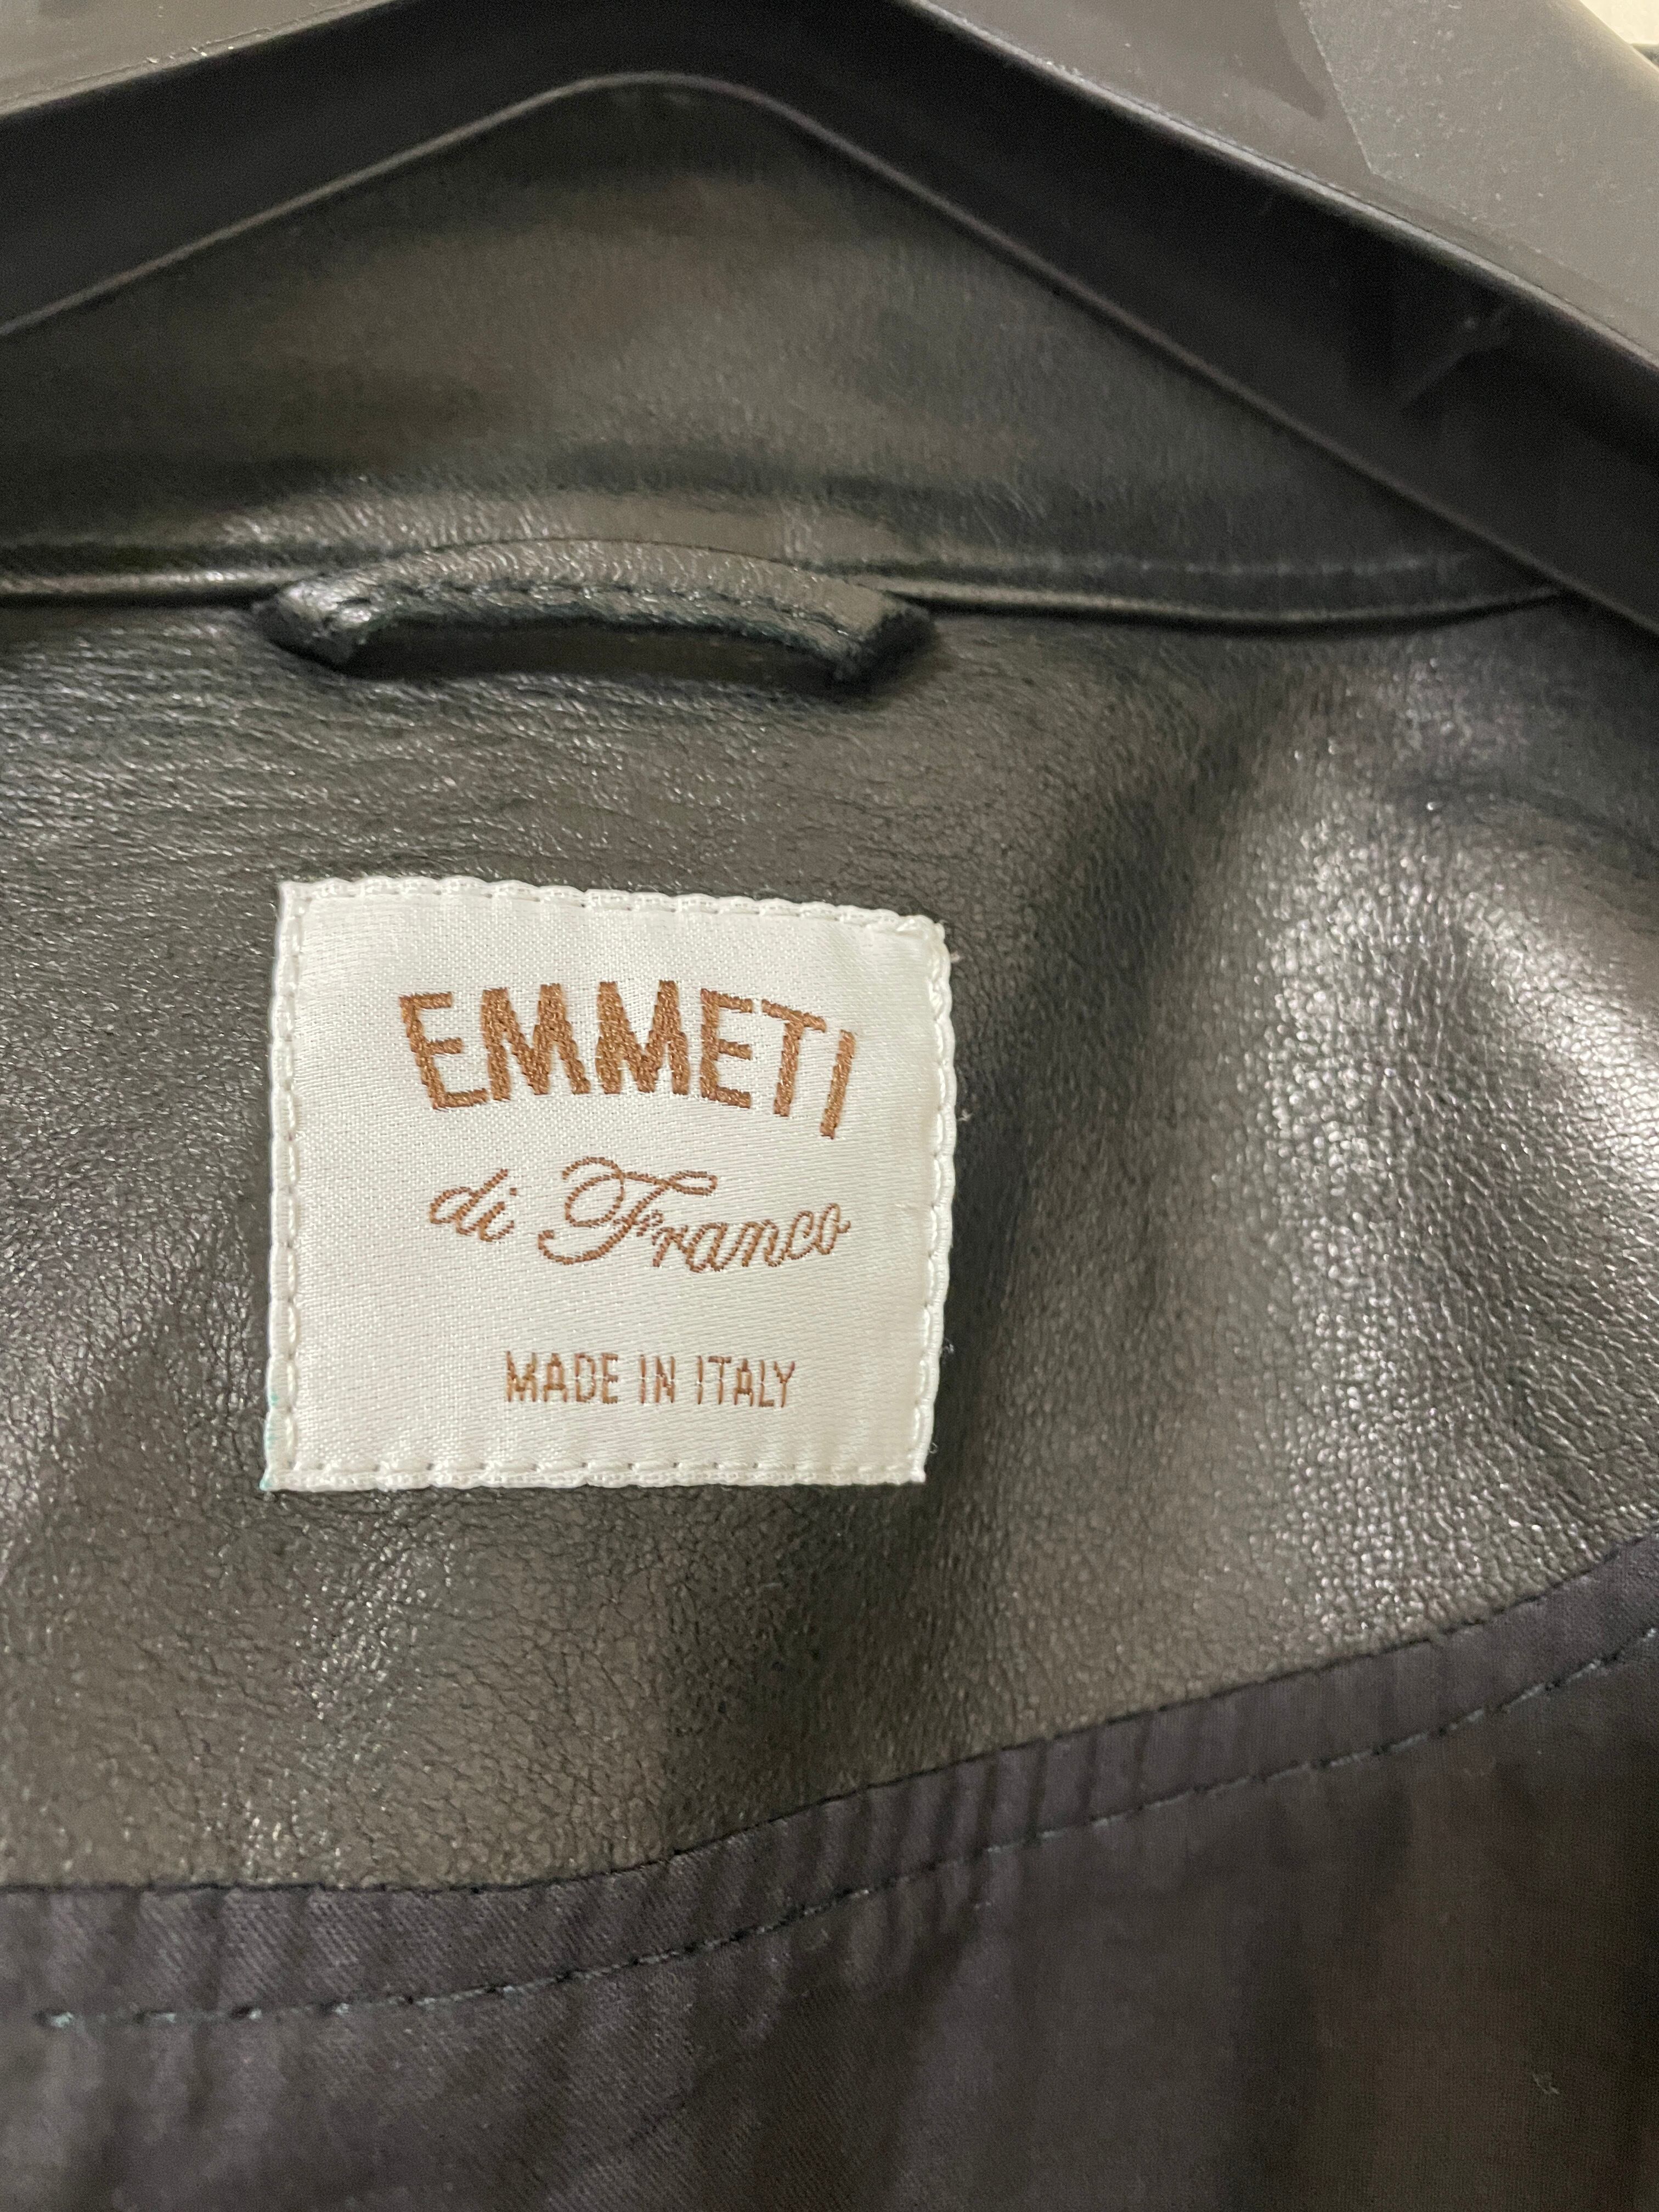 EMMETI
di Franco
MADE IN ITALY